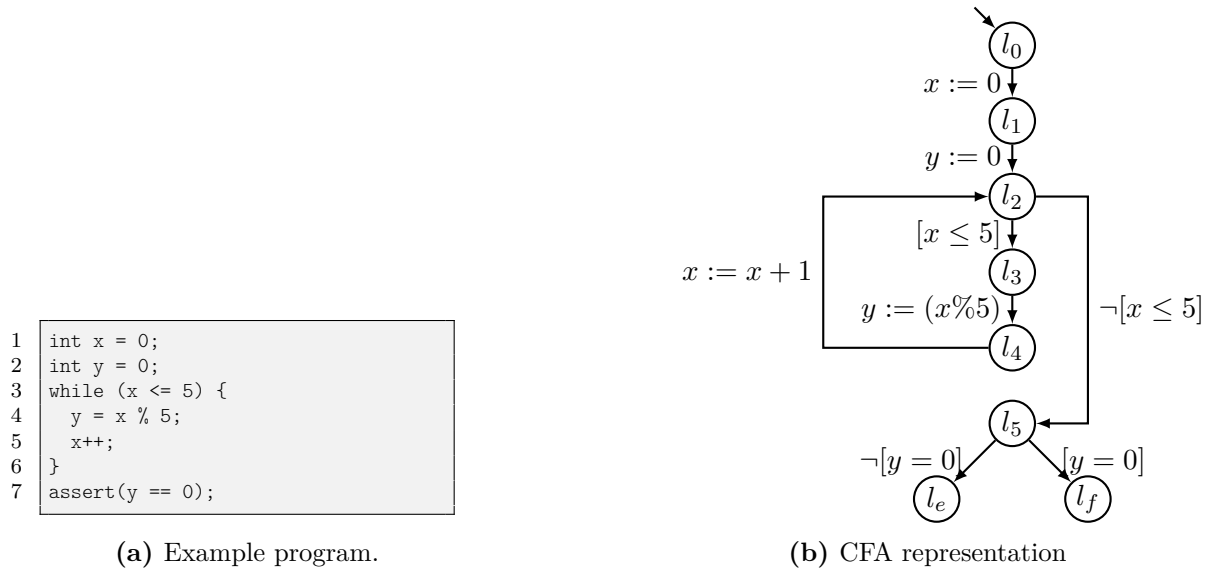 1 int x = 0;
2 int y = 0;
3 while (x <= 5) {
4   y = x % 5;
5   x++;
6 }
7 assert(y == 0);
(a) Example program.
l₀
x := 0
l₁
y := 0
l₂
[x ≤ 5]
x := x + 1
l₃
y := (x%5)
¬[x ≤ 5]
l₄
l₅
¬[y = 0] [y = 0]
lₑ l_f
(b) CFA representation